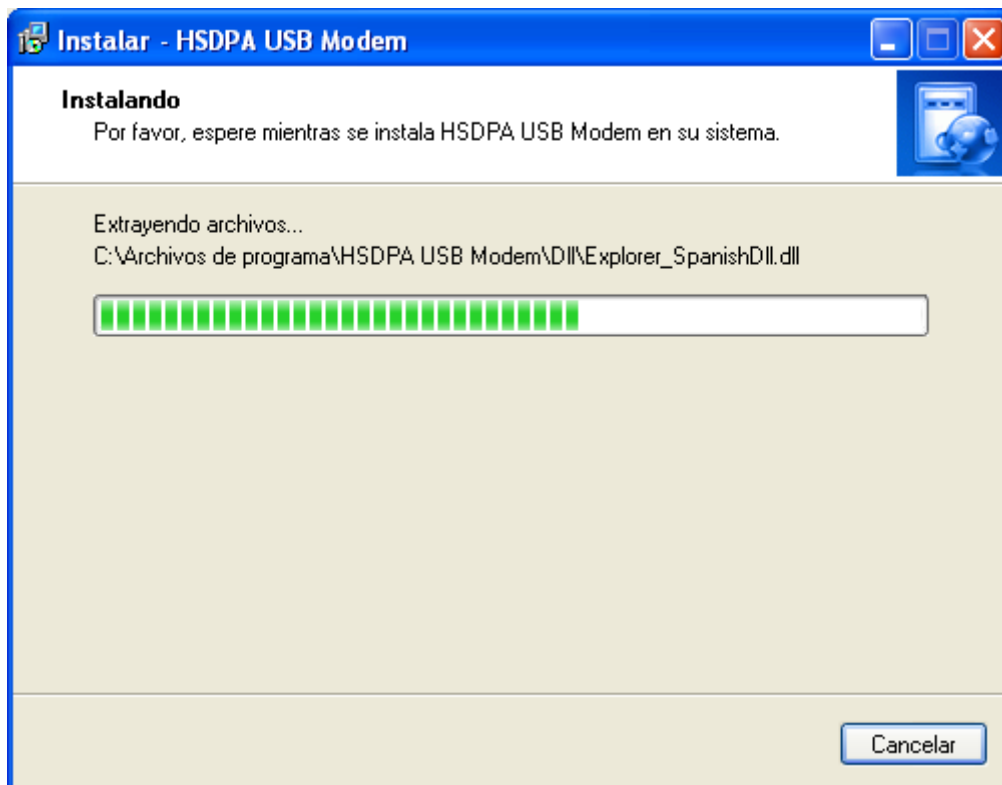 Instalar - HSDPA USB Modem
Instalando
Por favor, espere mientras se instala HSDPA USB Modem en su sistema.
Extrayendo archivos...
C:\Archivos de programa\HSDPA USB Modem\Dll\Explorer_SpanishDll.dll
Cancelar